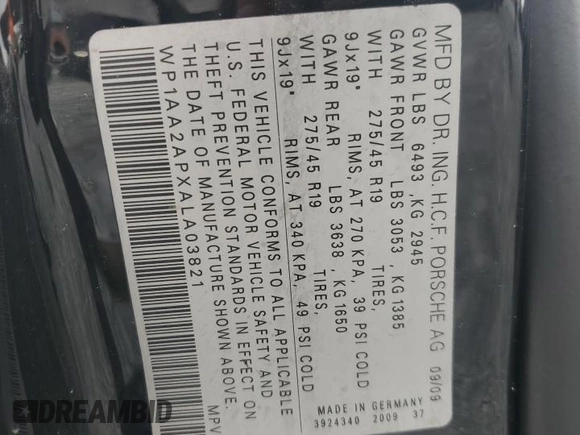 MFD BY DR. ING. H.C.F. PORSCHE AG 09/09
GVWR LBS 6493 ,KG 2945
GAWR FRONT LBS 3053 , KG 1385
WITH 275/45 R19 TIRES,
9Jx19" RIMS, AT 270 KPA, 39 PSI COLD
GAWR REAR LBS 3638 , KG 1650
WITH 275/45 R19 TIRES,
9Jx19" RIMS, AT 340 KPA, 49 PSI COLD
THIS VEHICLE CONFORMS TO ALL APPLICABLE
U.S. FEDERAL MOTOR VEHICLE SAFETY AND
THEFT PREVENTION STANDARDS IN EFFECT ON
THE DATE OF MANUFACTURE SHOWN ABOVE.
WP1AA2APXALA03821 MPV
MADE IN GERMANY
3924340 2009 37
DREAMBID